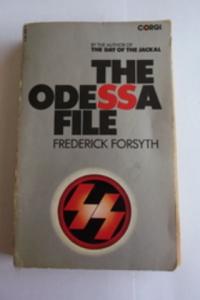 CORGI
BY THE AUTHOR OF
THE DAY OF THE JACKAL
THE
ODESSA
FILE
FREDERICK FORSYTH